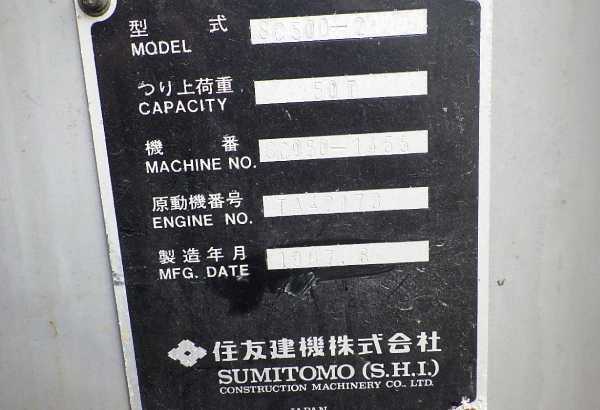 型 式
MODEL SC500-2
つり上荷重
CAPACITY 50T
機 番
MACHINE NO.
原動機番号
ENGINE NO.
製造年月
MFG. DATE
住友建機株式会社
SUMITOMO (S.H.I.)
CONSTRUCTION MACHINERY CO., LTD.
JAPAN